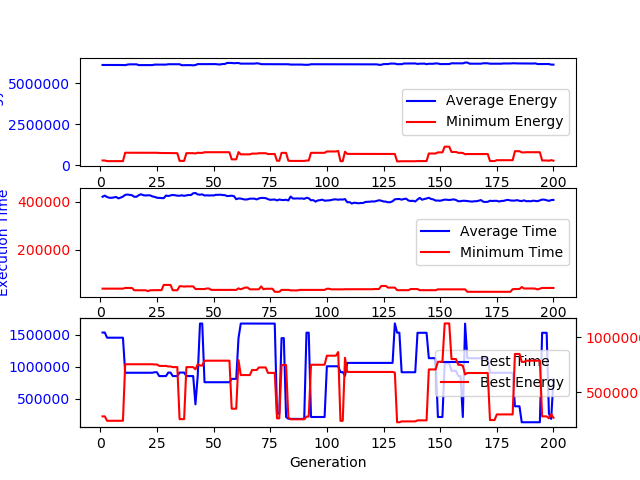 5000000
2500000
0
Average Energy
Minimum Energy
0 25 50 75 100 125 150 175 200
Execution Time
400000
200000
Average Time
Minimum Time
0 25 50 75 100 125 150 175 200
1500000
1000000
500000
Best Time
Best Energy
1000000
500000
0 25 50 75 100 125 150 175 200
Generation